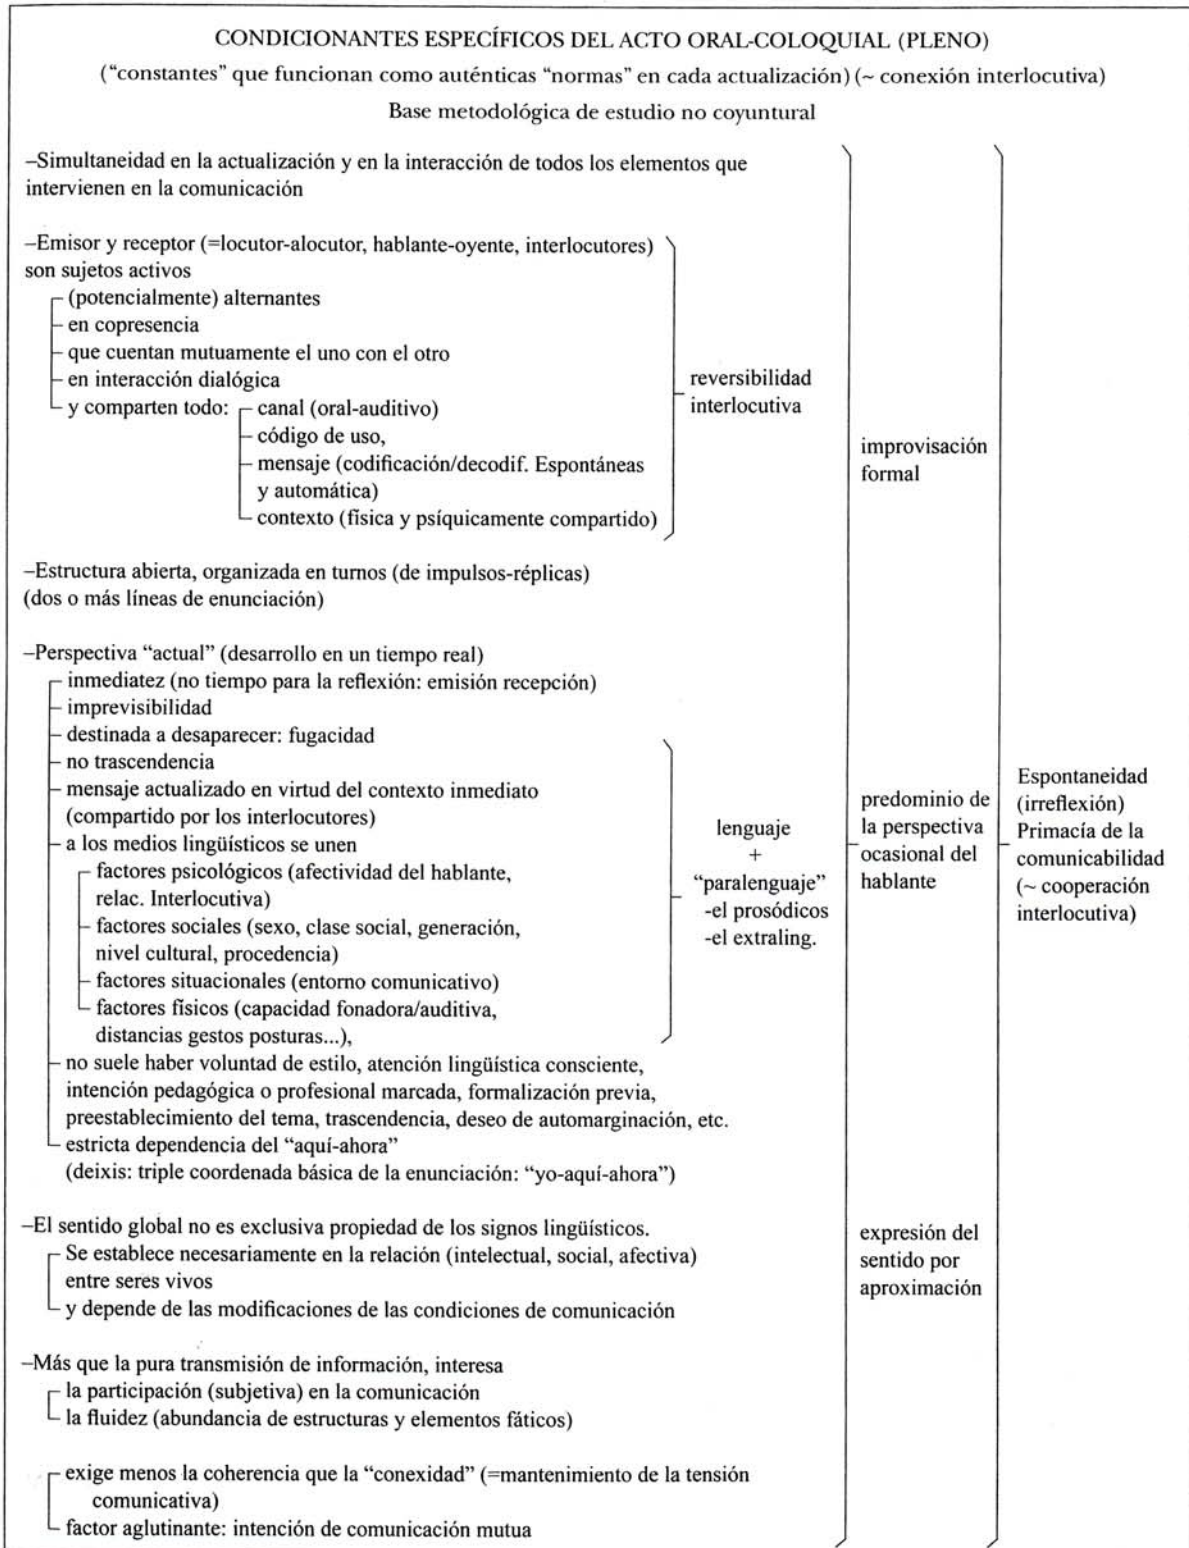 CONDICIONANTES ESPECÍFICOS DEL ACTO ORAL-COLOQUIAL (PLENO)
(“constantes” que funcionan como auténticas “normas” en cada actualización) (~ conexión interlocutiva)
Base metodológica de estudio no coyuntural
–Simultaneidad en la actualización y en la interacción de todos los elementos que
intervienen en la comunicación
–Emisor y receptor (=locutor-alocutor, hablante-oyente, interlocutores)
son sujetos activos
(potencialmente) alternantes
en copresencia
que cuentan mutuamente el uno con el otro
en interacción dialógica
y comparten todo: canal (oral-auditivo)
código de uso,
mensaje (codificación/decodif. Espontáneas
y automática)
contexto (física y psíquicamente compartido)
reversibilidad
interlocutiva
improvisación
formal
–Estructura abierta, organizada en turnos (de impulsos-réplicas)
(dos o más líneas de enunciación)
–Perspectiva “actual” (desarrollo en un tiempo real)
inmediatez (no tiempo para la reflexión: emisión recepción)
imprevisibilidad
destinada a desaparecer: fugacidad
no trascendencia
mensaje actualizado en virtud del contexto inmediato
(compartido por los interlocutores)
a los medios lingüísticos se unen
factores psicológicos (afectividad del hablante,
relac. Interlocutiva)
factores sociales (sexo, clase social, generación,
nivel cultural, procedencia)
factores situacionales (entorno comunicativo)
factores físicos (capacidad fonadora/auditiva,
distancias gestos posturas...),
lenguaje
+
“paralenguaje”
-el prosódicos
-el extraling.
predominio de
la perspectiva
ocasional del
hablante
Espontaneidad
(irreflexión)
Primacía de la
comunicabilidad
(~ cooperación
interlocutiva)
no suele haber voluntad de estilo, atención lingüística consciente,
intención pedagógica o profesional marcada, formalización previa,
preestablecimiento del tema, trascendencia, deseo de automarginación, etc.
estricta dependencia del “aquí-ahora”
(deixis: triple coordenada básica de la enunciación: “yo-aquí-ahora”)
–El sentido global no es exclusiva propiedad de los signos lingüísticos.
Se establece necesariamente en la relación (intelectual, social, afectiva)
entre seres vivos
y depende de las modificaciones de las condiciones de comunicación
expresión del
sentido por
aproximación
–Más que la pura transmisión de información, interesa
la participación (subjetiva) en la comunicación
la fluidez (abundancia de estructuras y elementos fáticos)
exige menos la coherencia que la “conexidad” (=mantenimiento de la tensión
comunicativa)
factor aglutinante: intención de comunicación mutua